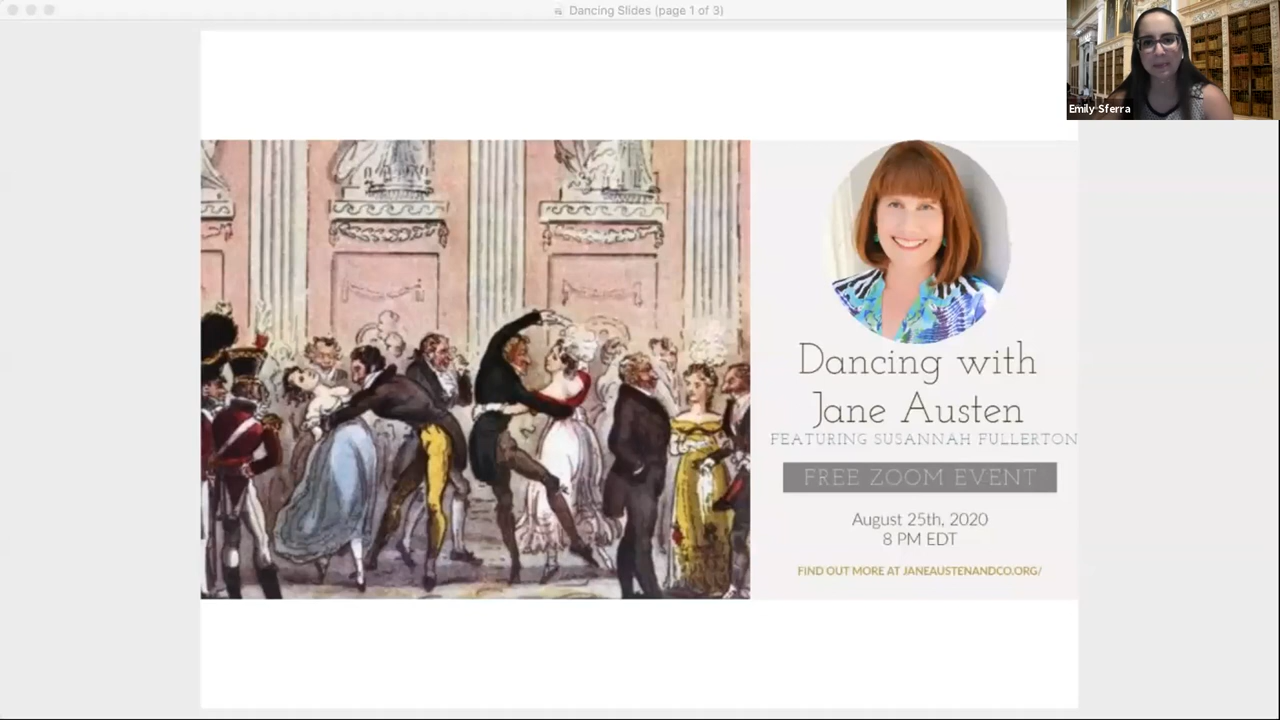 Dancing Slides (page 1 of 3)
Emily Sferra
Dancing with
Jane Austen
FEATURING SUSANNAH FULLERTON
FREE ZOOM EVENT
August 25th, 2020
8 PM EDT
FIND OUT MORE AT JANEAUSTENANDCO.ORG/